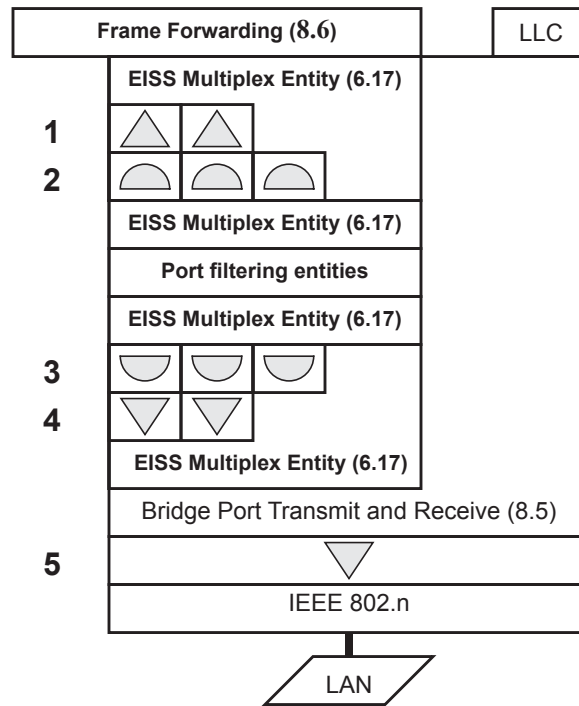 Frame Forwarding (8.6)
LLC
EISS Multiplex Entity (6.17)
1
2
EISS Multiplex Entity (6.17)
Port filtering entities
EISS Multiplex Entity (6.17)
3
4
EISS Multiplex Entity (6.17)
Bridge Port Transmit and Receive (8.5)
5
IEEE 802.n
LAN